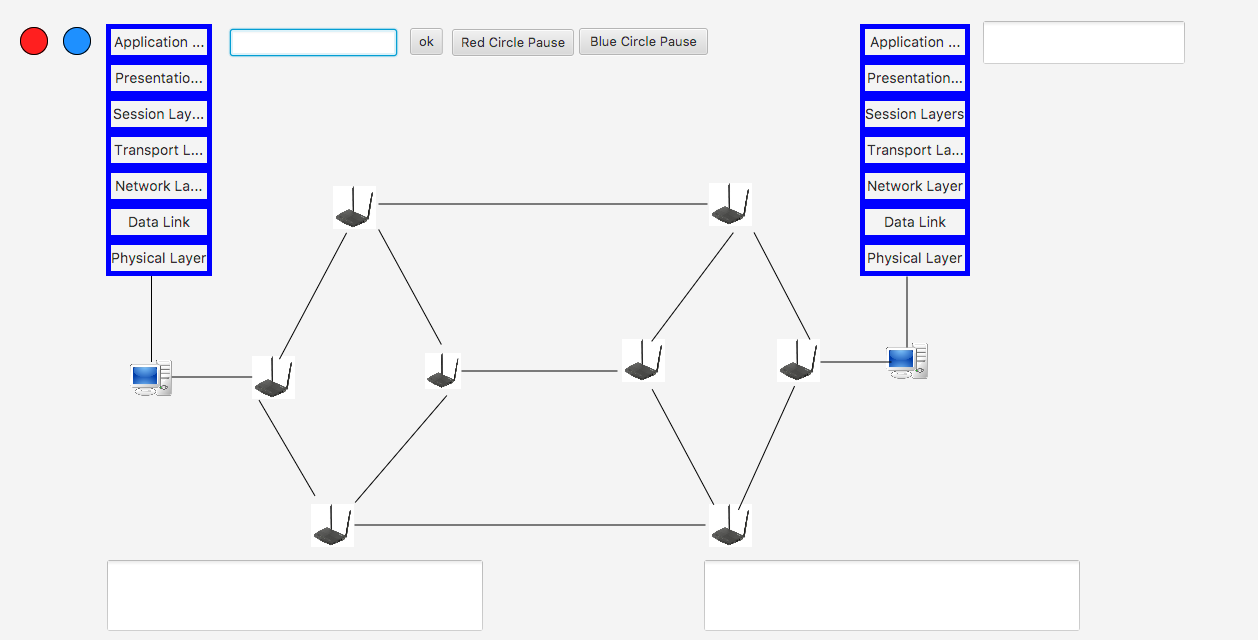 Application ...
Presentatio...
Session Lay...
Transport L...
Network La...
Data Link
Physical Layer
ok
Red Circle Pause
Blue Circle Pause
Application ...
Presentation...
Session Layers
Transport La...
Network Layer
Data Link
Physical Layer